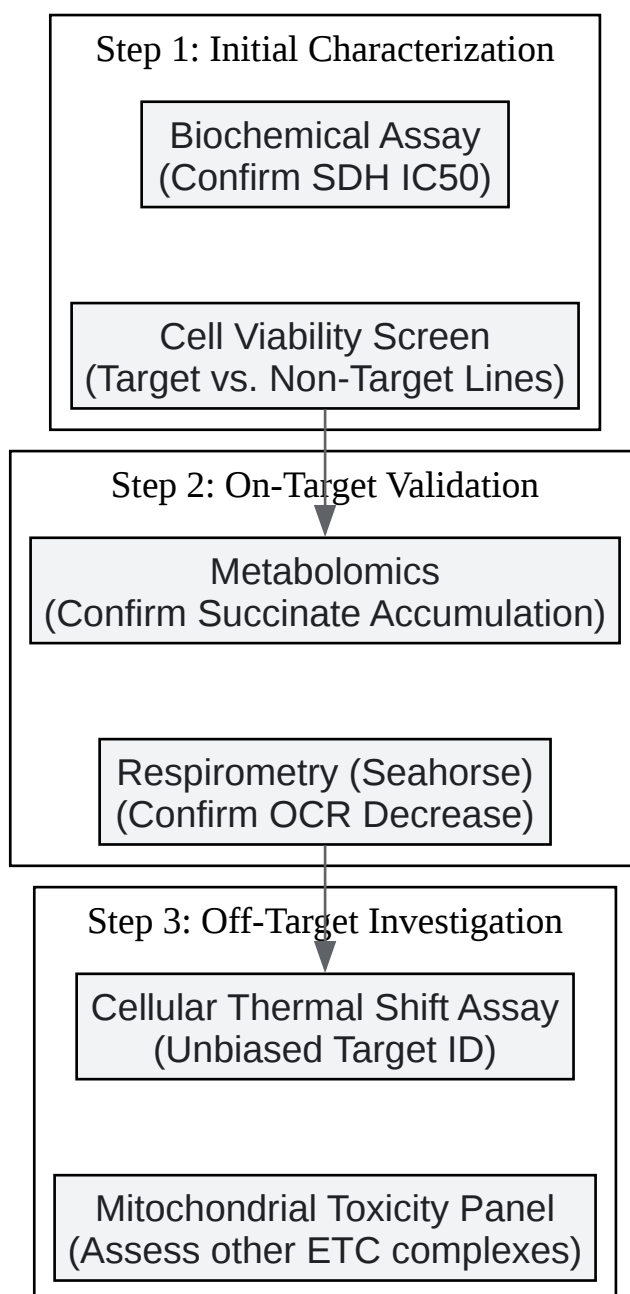 Step 1: Initial Characterization
Biochemical Assay
(Confirm SDH IC50)
Cell Viability Screen
(Target vs. Non-Target Lines)
Step 2: On-Target Validation
Metabolomics
(Confirm Succinate Accumulation)
Respirometry (Seahorse)
(Confirm OCR Decrease)
Step 3: Off-Target Investigation
Cellular Thermal Shift Assay
(Unbiased Target ID)
Mitochondrial Toxicity Panel
(Assess other ETC complexes)